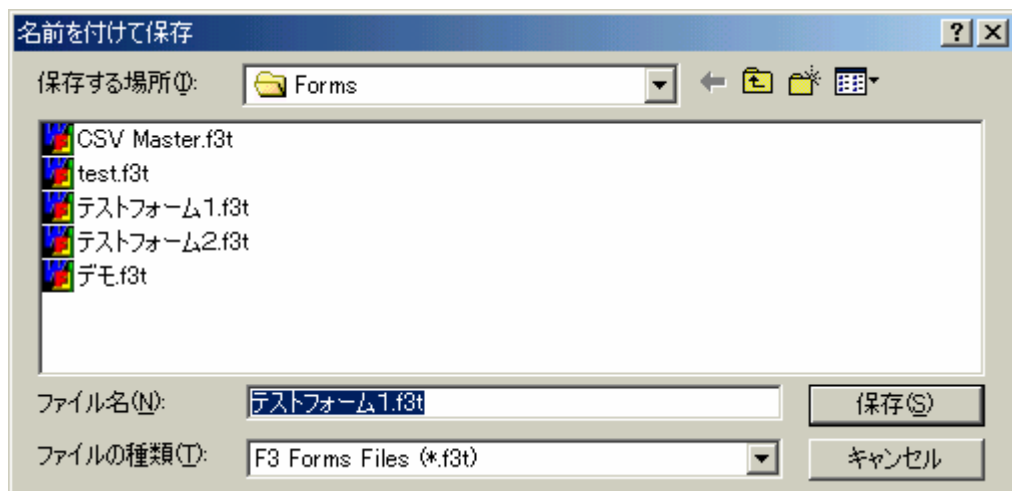 名前を付けて保存
保存する場所(I): Forms
CSV Master.f3t
test.f3t
テストフォーム1.f3t
テストフォーム2.f3t
デモ.f3t
ファイル名(N): テストフォーム1.f3t 保存(S)
ファイルの種類(T): F3 Forms Files (*.f3t) キャンセル